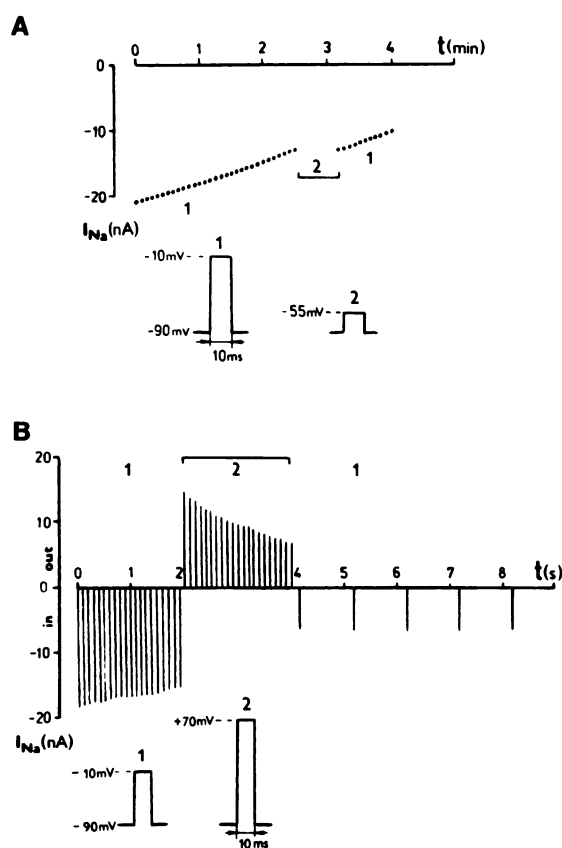 A
0 1 2 3 4 t(min)
0
-10
-20
1
2
1
INa(nA)
1
-10mV
-90mV
10ms
2
-55mV
B
20
10
0
-10
-20
out
in
1 2 1
0 1 2 3 4 5 6 7 8 t(s)
INa(nA)
1
-10mV
-90mV
2
+70mV
10ms